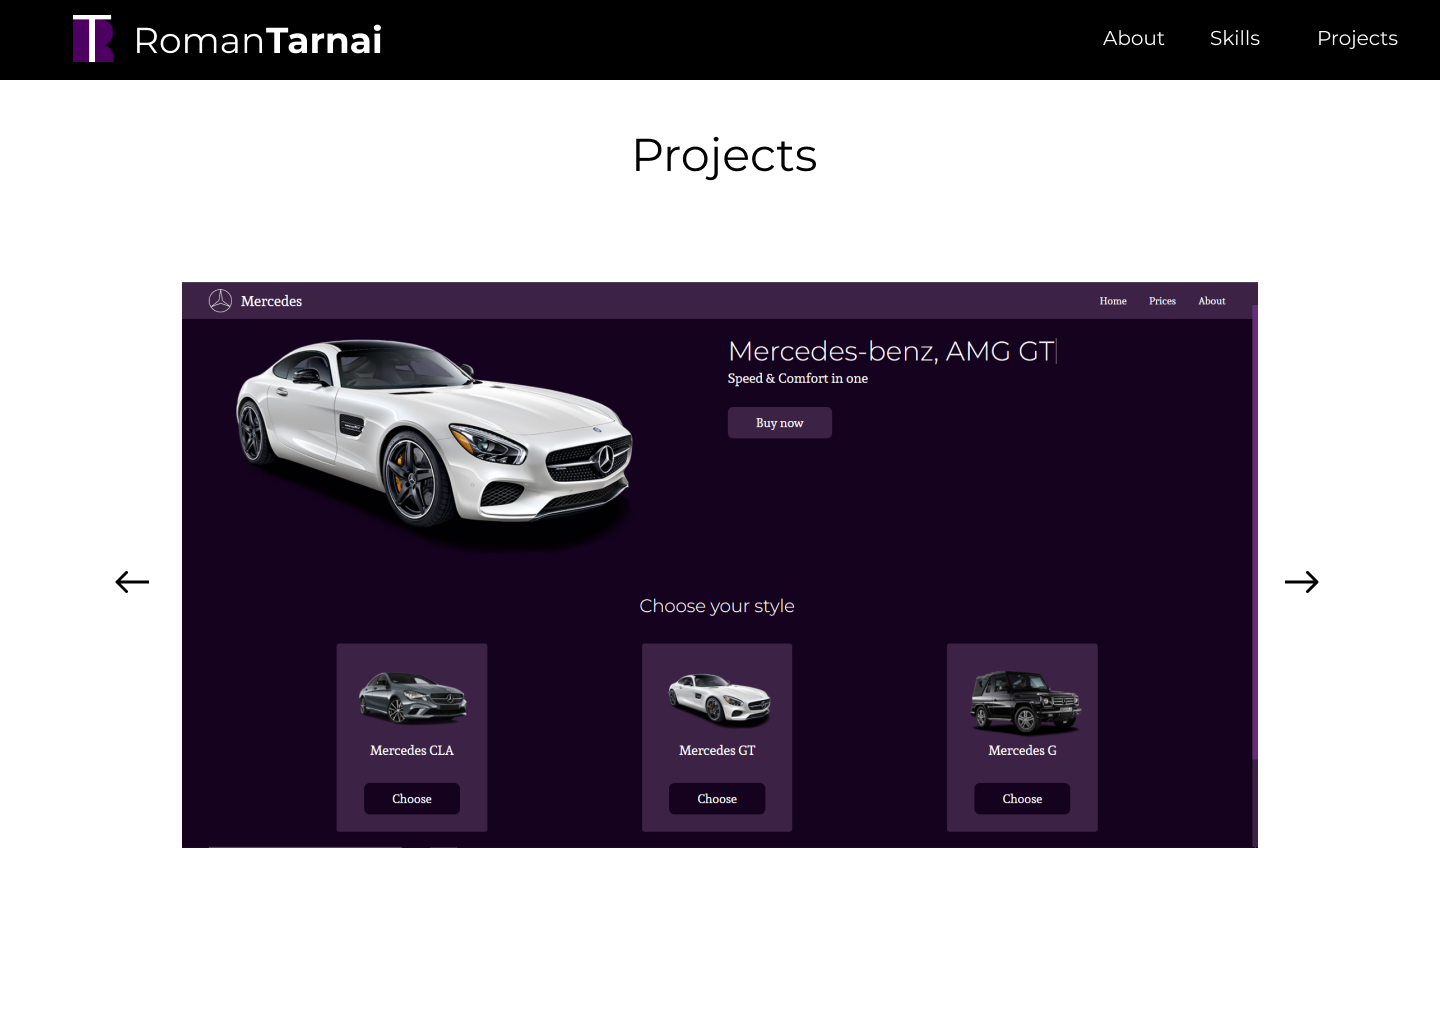 RomanTarnai
About Skills Projects
Projects
Mercedes
Home Prices About
Mercedes-benz, AMG GT
Speed & Comfort in one
Buy now
Choose your style
Mercedes CLA
Choose
Mercedes GT
Choose
Mercedes G
Choose